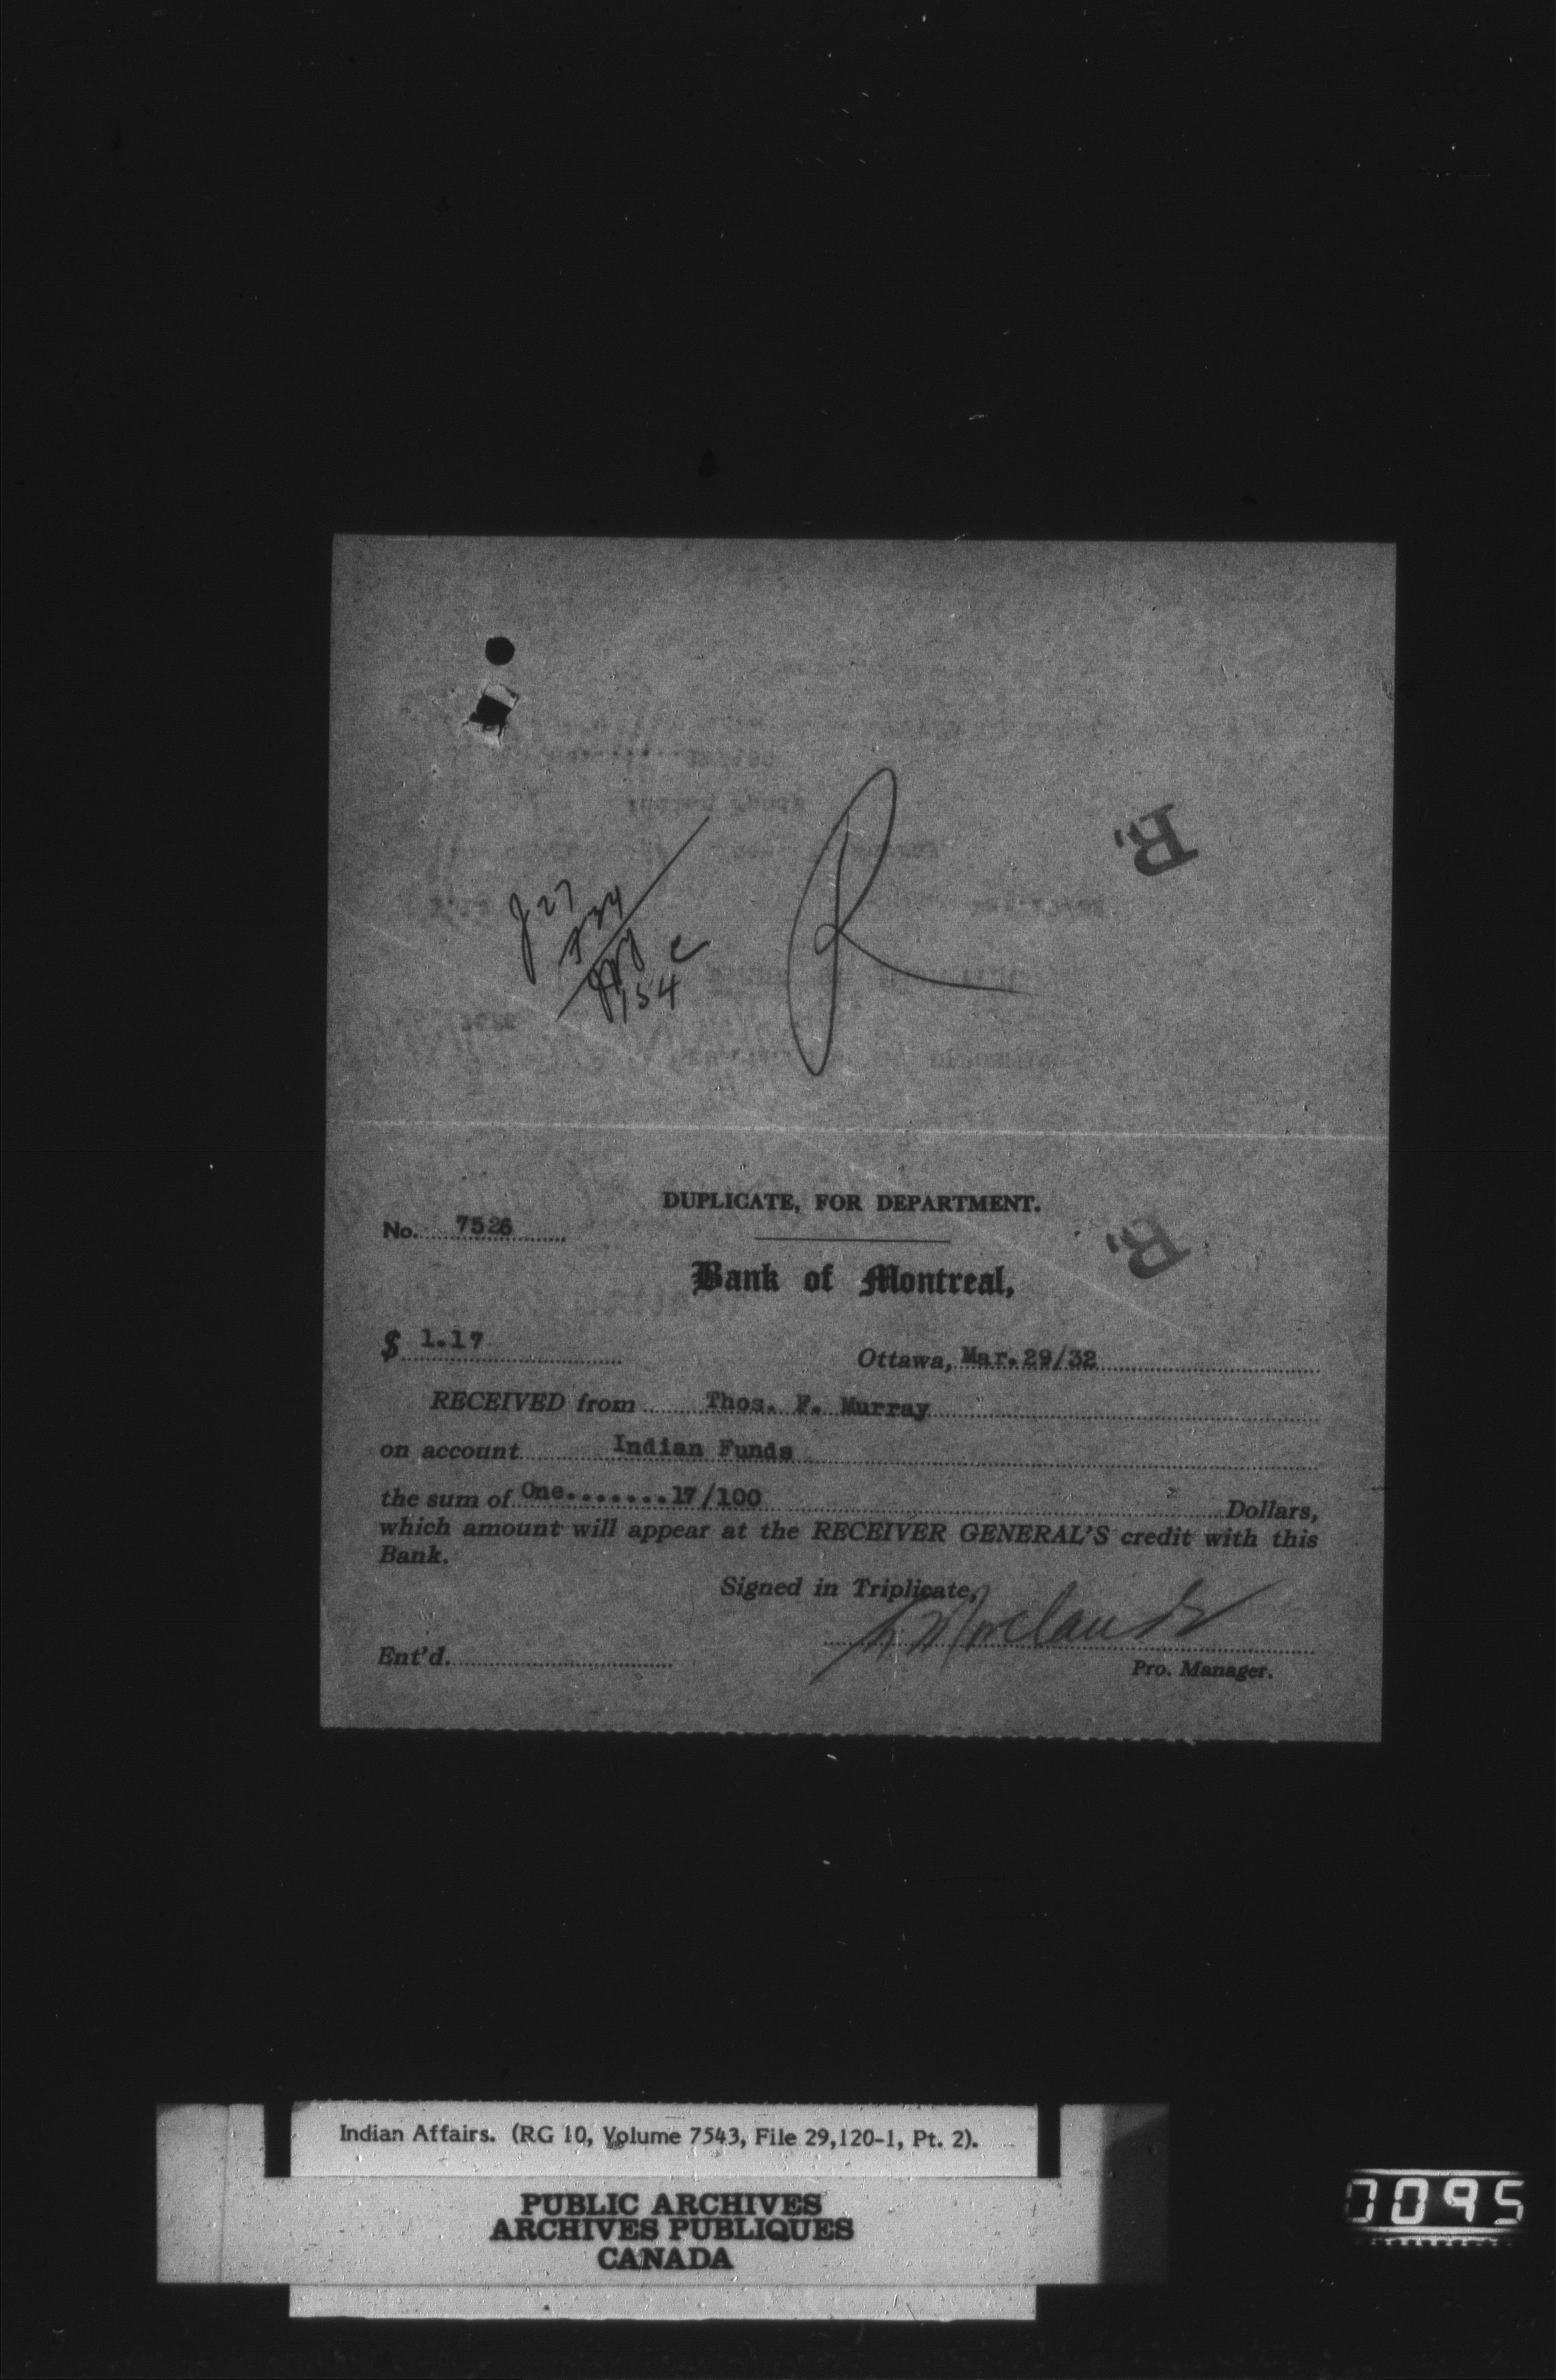 R.
R
J 27
154
DUPLICATE, FOR DEPARTMENT.
No. 7526
R.
Bank of Montreal,
$ 1.17
Ottawa, Mar. 29/32
RECEIVED from Thos. F. Murray
on account Indian Funds
the sum of One.......17/100 Dollars,
which amount will appear at the RECEIVER GENERAL'S credit with this
Bank.
Signed in Triplicate,
Ent'd.
Pro. Manager.
Indian Affairs. (RG 10, Volume 7543, File 29,120-1, Pt. 2).
PUBLIC ARCHIVES
ARCHIVES PUBLIQUES
CANADA
0095